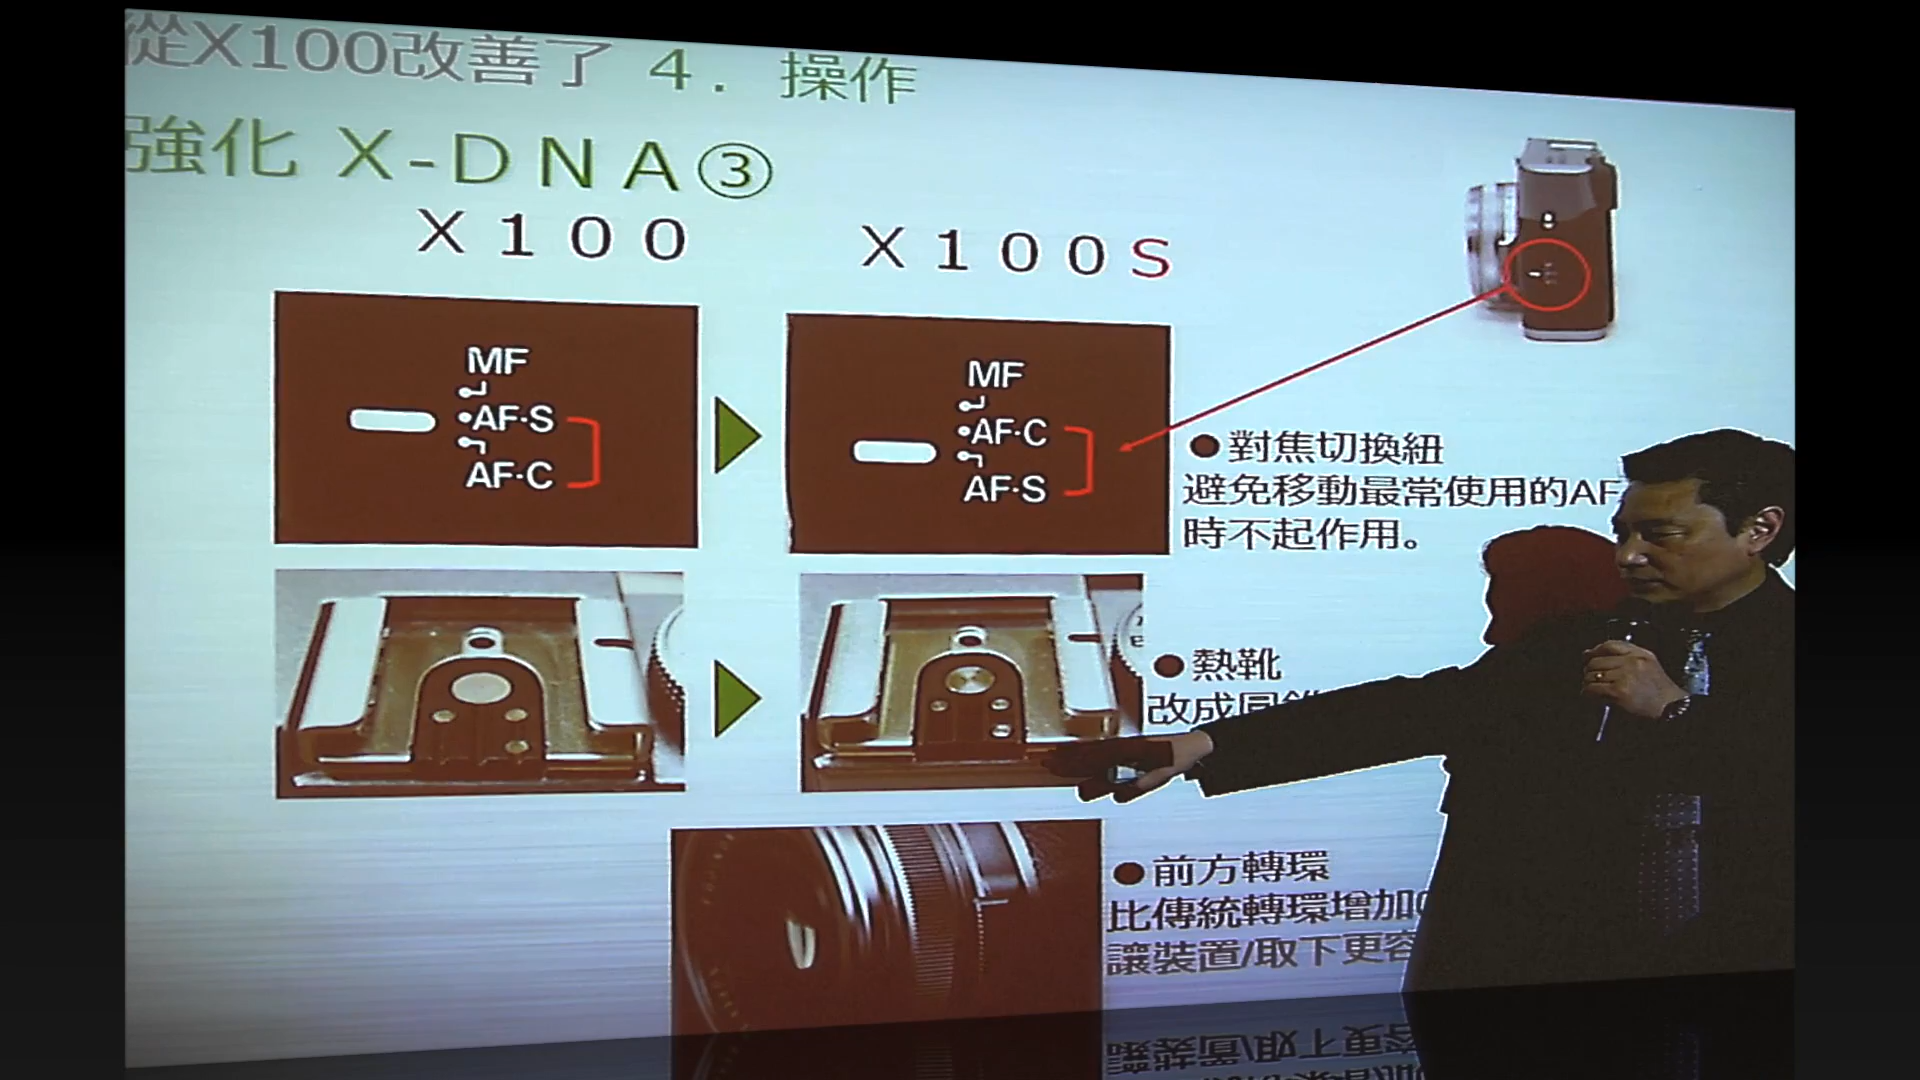 從X100改善了 4. 操作
強化 X-DNA③
X100
X100S
MF
AF-S
AF-C
MF
AF-C
AF-S
●對焦切換紐
避免移動最常使用的AF
時不起作用。
●熱靴
改成同
●前方轉環
比傳統轉環增加
讓裝置/取下更容